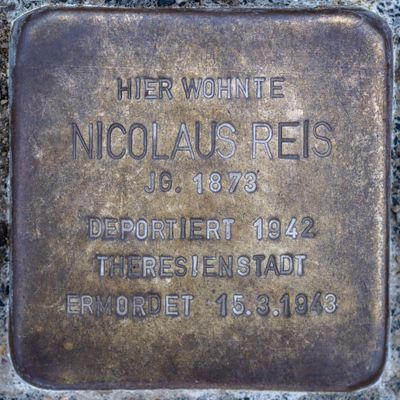 HIER WOHNTE
NICOLAUS REIS
JG. 1873
DEPORTIERT 1942
THERESIENSTADT
ERMORDET 15.3.1943